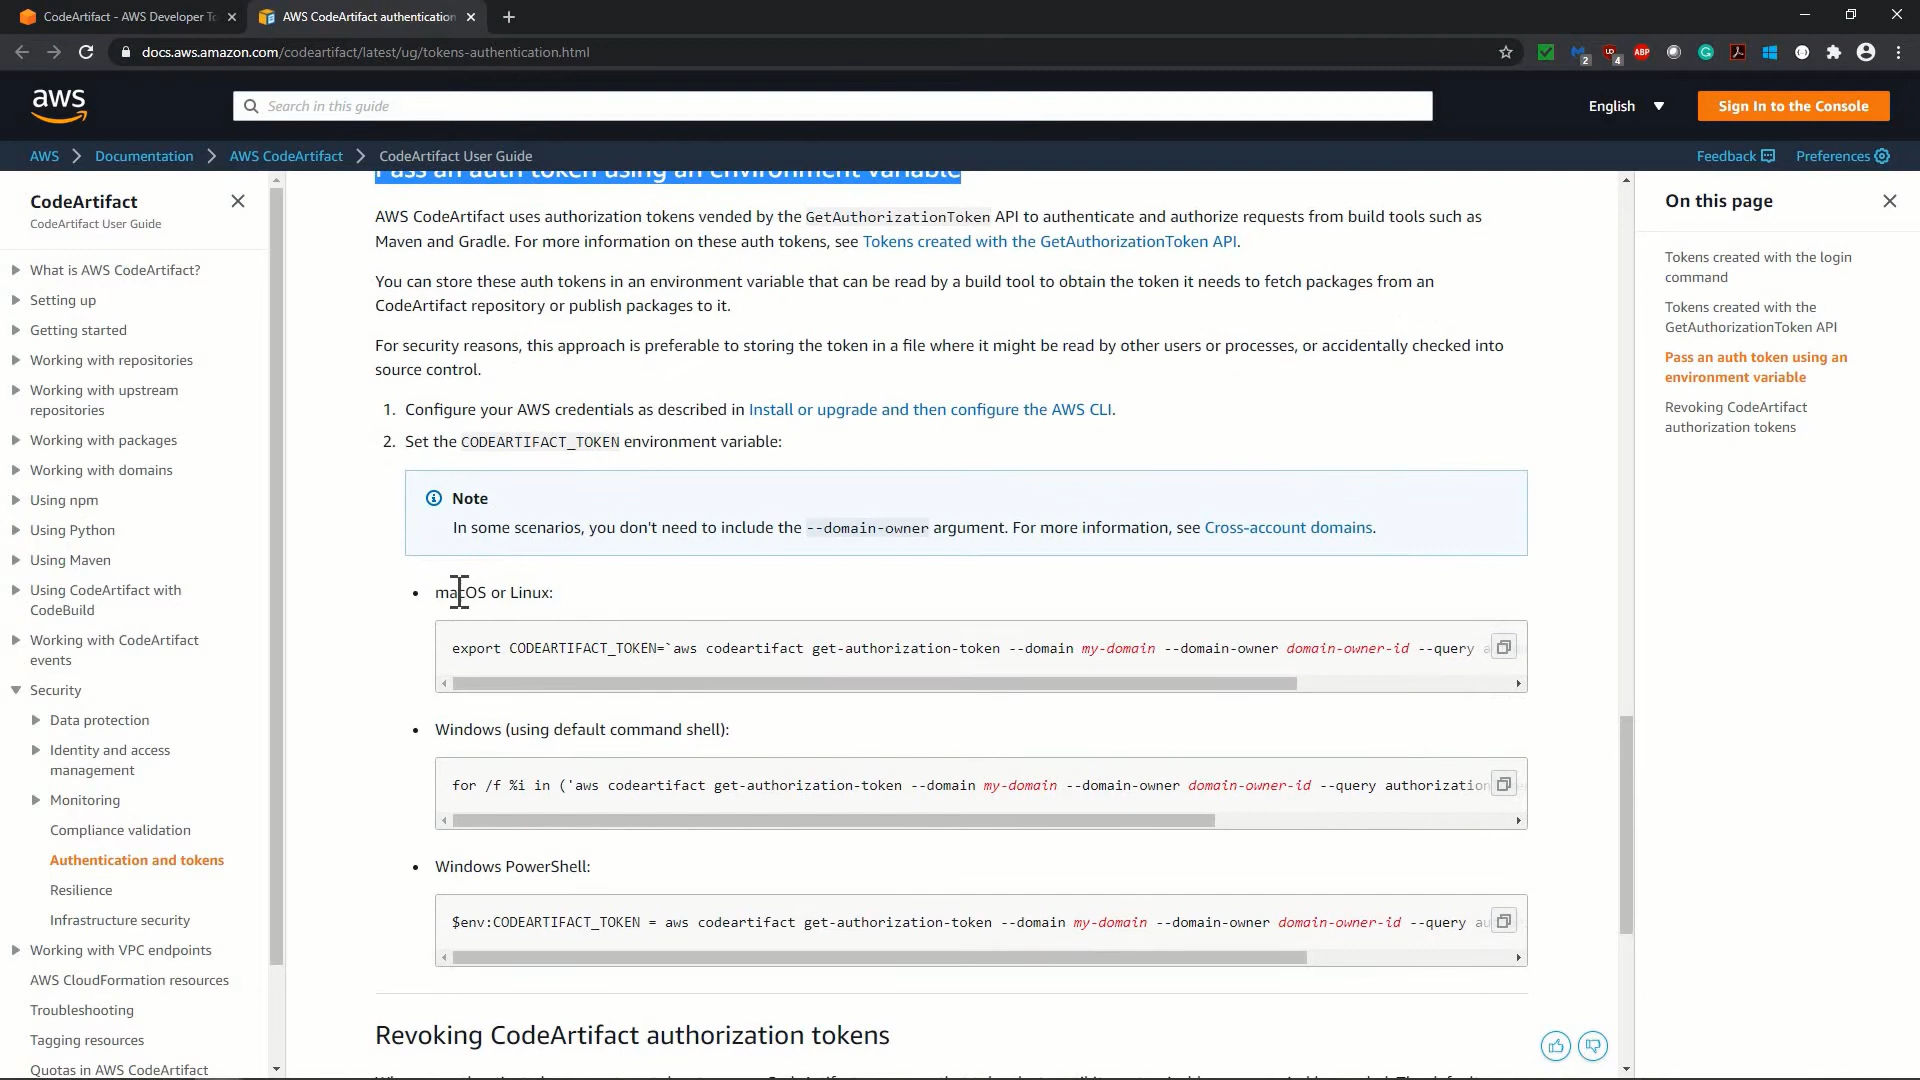 CodeArtifact - AWS Developer To
AWS CodeArtifact authentication
docs.aws.amazon.com/codeartifact/latest/ug/tokens-authentication.html
2
4
ABP
aws
Search in this guide
English
Sign In to the Console
AWS
Documentation
AWS CodeArtifact
CodeArtifact User Guide
Feedback
Preferences
CodeArtifact
CodeArtifact User Guide
What is AWS CodeArtifact?
Setting up
Getting started
Working with repositories
Working with upstream
repositories
Working with packages
Working with domains
Using npm
Using Python
Using Maven
Using CodeArtifact with
CodeBuild
Working with CodeArtifact
events
Security
Data protection
Identity and access
management
Monitoring
Compliance validation
Authentication and tokens
Resilience
Infrastructure security
Working with VPC endpoints
AWS CloudFormation resources
Troubleshooting
Tagging resources
Quotas in AWS CodeArtifact
Pass an auth token using an environment variable
AWS CodeArtifact uses authorization tokens vended by the GetAuthorizationToken API to authenticate and authorize requests from build tools such as
Maven and Gradle. For more information on these auth tokens, see Tokens created with the GetAuthorizationToken API.
You can store these auth tokens in an environment variable that can be read by a build tool to obtain the token it needs to fetch packages from an
CodeArtifact repository or publish packages to it.
For security reasons, this approach is preferable to storing the token in a file where it might be read by other users or processes, or accidentally checked into
source control.
1. Configure your AWS credentials as described in Install or upgrade and then configure the AWS CLI.
2. Set the CODEARTIFACT_TOKEN environment variable:
Note
In some scenarios, you don't need to include the --domain-owner argument. For more information, see Cross-account domains.
• macOS or Linux:
export CODEARTIFACT_TOKEN=`aws codeartifact get-authorization-token --domain my-domain --domain-owner domain-owner-id --query
• Windows (using default command shell):
for /f %i in ('aws codeartifact get-authorization-token --domain my-domain --domain-owner domain-owner-id --query authorization
• Windows PowerShell:
$env:CODEARTIFACT_TOKEN = aws codeartifact get-authorization-token --domain my-domain --domain-owner domain-owner-id --query au
Revoking CodeArtifact authorization tokens
On this page
Tokens created with the login
command
Tokens created with the
GetAuthorizationToken API
Pass an auth token using an
environment variable
Revoking CodeArtifact
authorization tokens